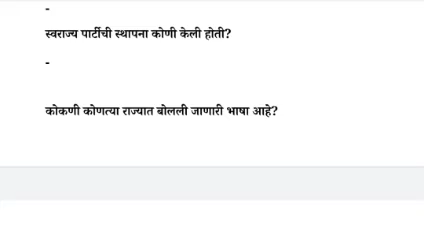 -
स्वराज्य पार्टीची स्थापना कोणी केली होती?
-
कोकणी कोणत्या राज्यात बोलली जाणारी भाषा आहे?